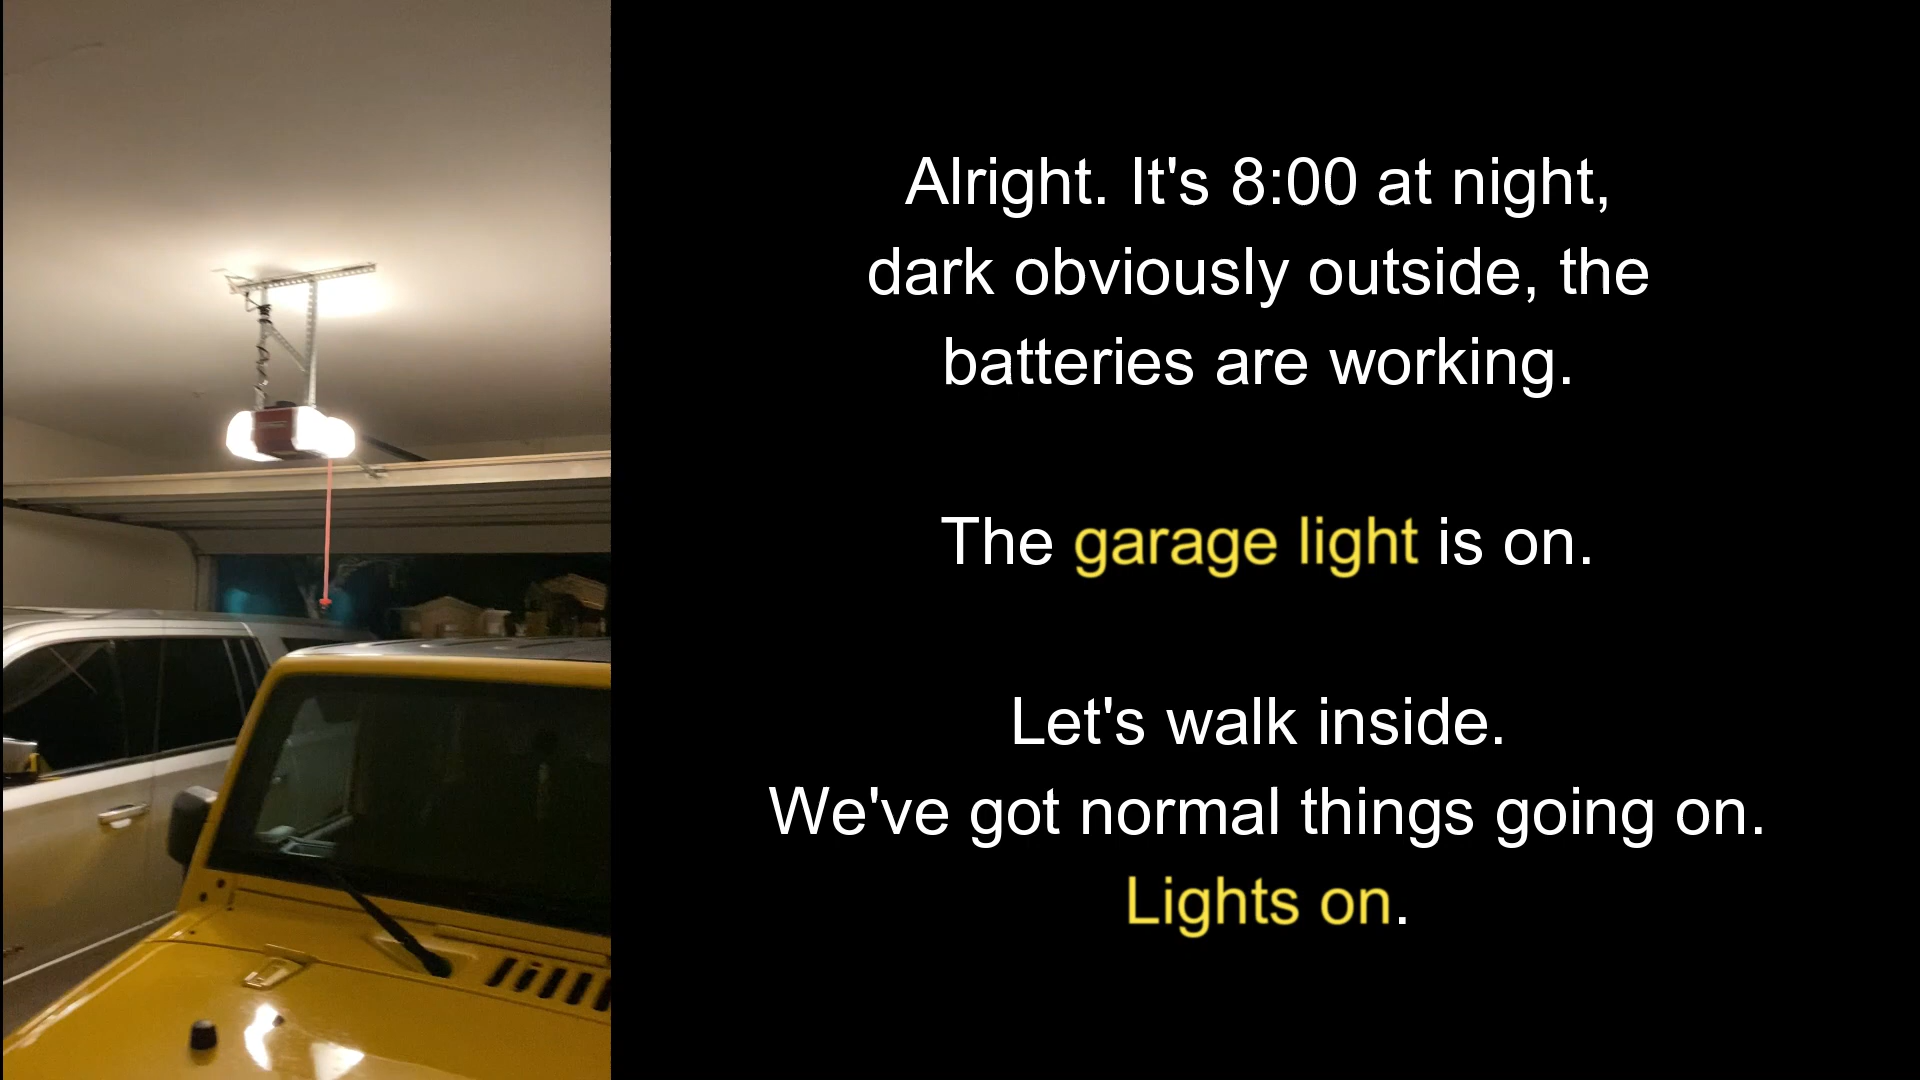 Alright. It's 8:00 at night,
dark obviously outside, the
batteries are working.
The garage light is on.
Let's walk inside.
We've got normal things going on.
Lights on.